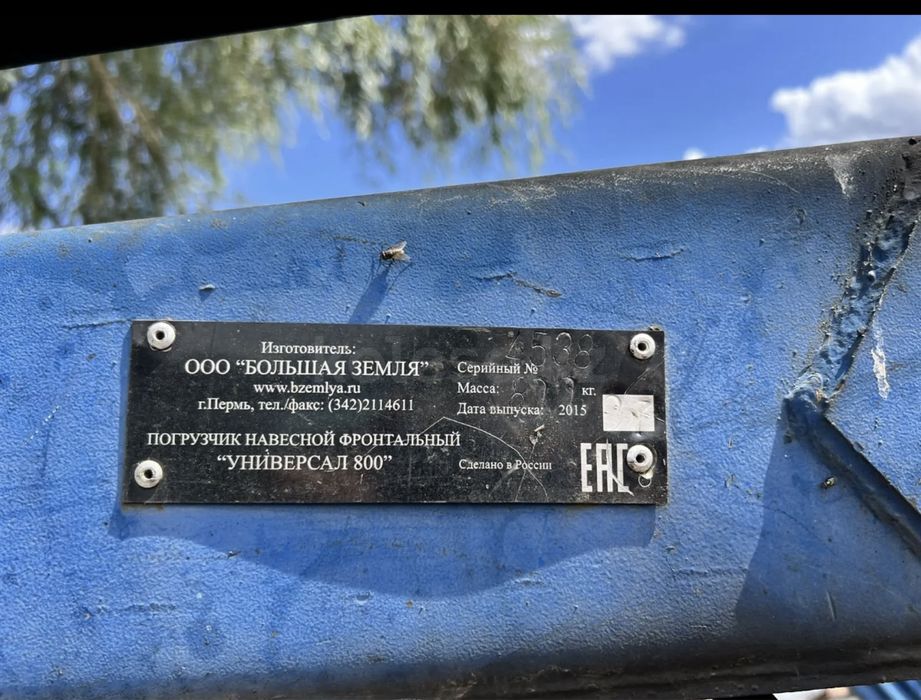 Изготовитель:
ООО “БОЛЬШАЯ ЗЕМЛЯ”
www.bzemlya.ru
г.Пермь, тел./факс: (342)2114611
ПОГРУЗЧИК НАВЕСНОЙ ФРОНТАЛЬНЫЙ
“УНИВЕРСАЛ 800”
Серийный № 4538
Масса: кг.
Дата выпуска: 2015
Сделано в России
EAC